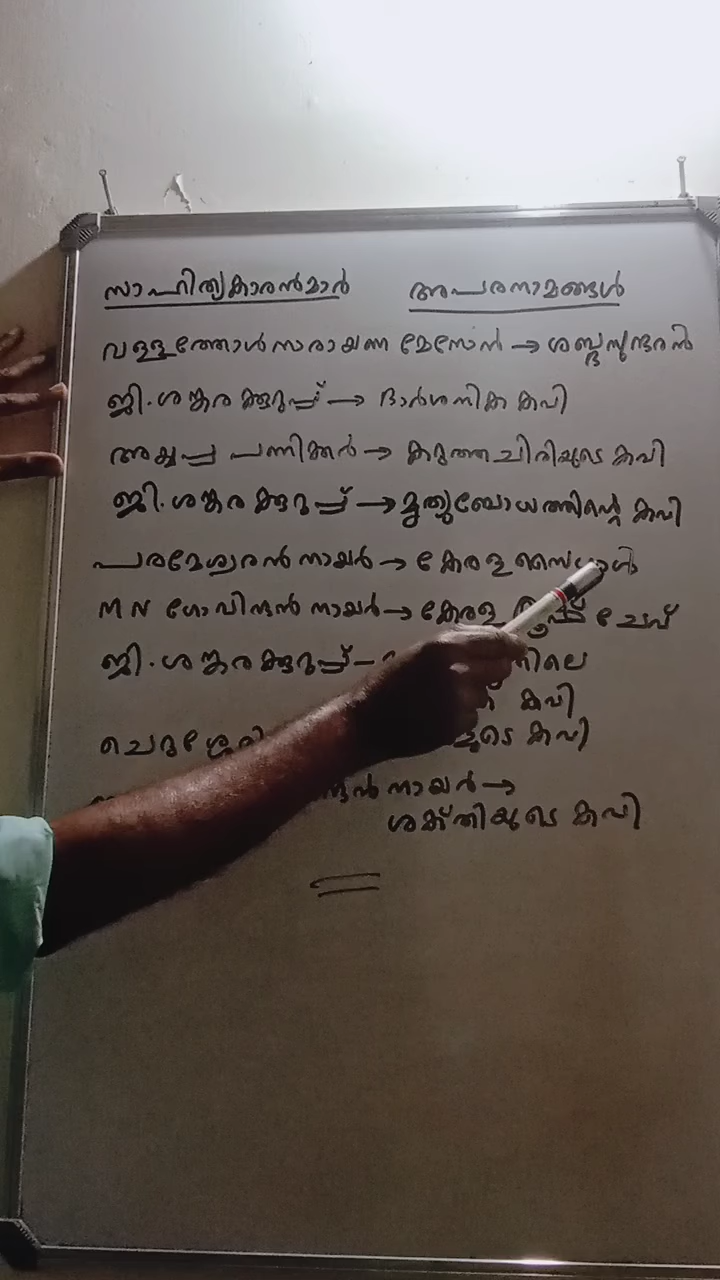 സാഹിത്യകാരൻമാർ അപരനാമങ്ങൾ
വള്ളത്തോൾ നാരായണ മേനോൻ → ശബ്ദസുന്ദരൻ
ജി.ശങ്കരക്കുറുപ്പ് → ദാർശനിക കവി
അയ്യപ്പ പണിക്കർ → കറുത്തചിരിയുടെ കവി
ജി.ശങ്കരക്കുറുപ്പ് → മൃത്യുബോധത്തിന്റെ കവി
പരമേശ്വരൻ നായർ → കേരള സൈഗാൾ
M N ഗോവിന്ദൻ നായർ → കേരള ക്രൂഷ് ചേവ്
ജി.ശങ്കരക്കുറുപ്പ് –
കവി
ചെറുശ്ശേരി കവി
നായർ →
ശക്തിയുടെ കവി